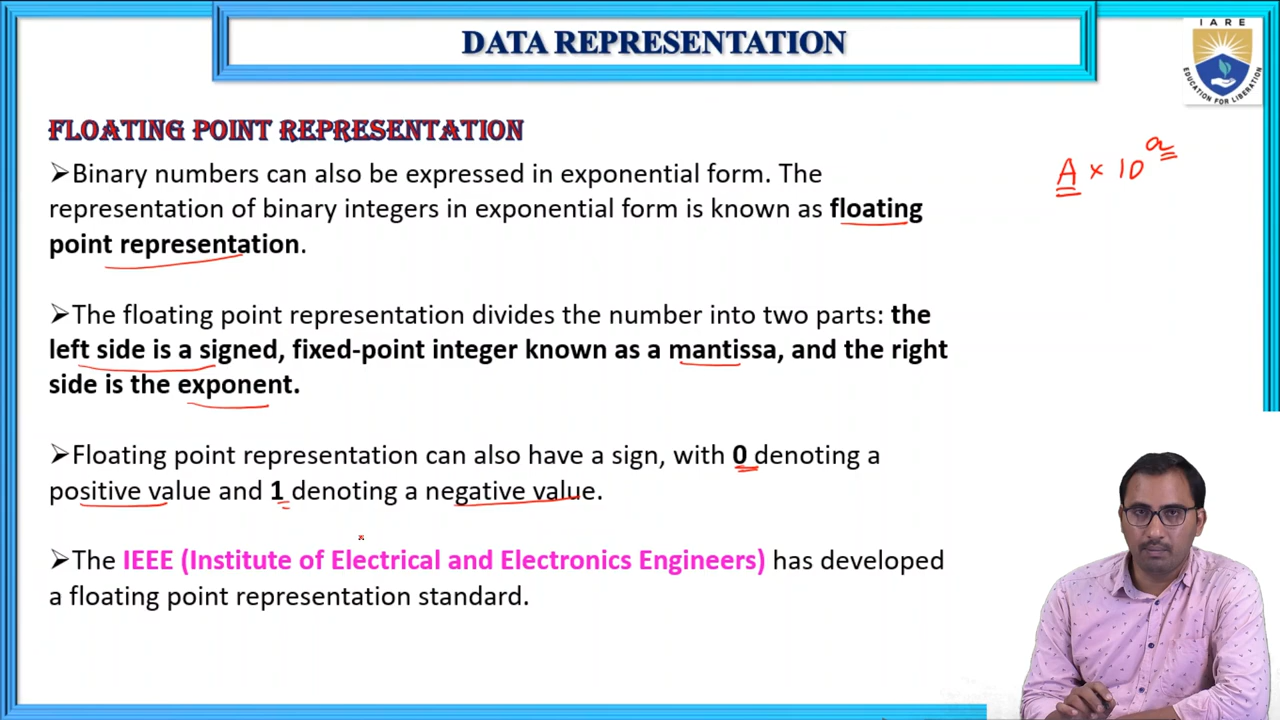 DATA REPRESENTATION
IARE
EDUCATION FOR LIBERATION
FLOATING POINT REPRESENTATION
A × 10^a
➢Binary numbers can also be expressed in exponential form. The
representation of binary integers in exponential form is known as floating
point representation.
➢The floating point representation divides the number into two parts: the
left side is a signed, fixed-point integer known as a mantissa, and the right
side is the exponent.
➢Floating point representation can also have a sign, with 0 denoting a
positive value and 1 denoting a negative value.
➢The IEEE (Institute of Electrical and Electronics Engineers) has developed
a floating point representation standard.